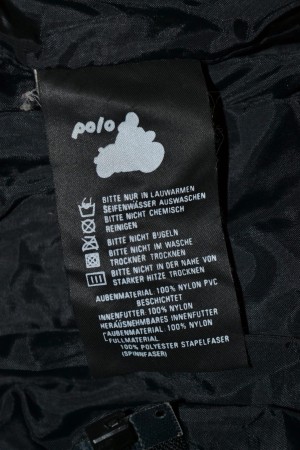 polo
BITTE NUR IN LAUWARMEN
SEIFENWÄSSER AUSWASCHEN
BITTE NICHT CHEMISCH
REINIGEN
BITTE NICHT BÜGELN
BITTE NICHT IM WÄSCHE
TROCKNER TROCKNEN
BITTE NICHT IN DER NÄHE VON
STARKER HITZE TROCKNEN
AUßENMATERIAL 100% NYLON PVC
BESCHICHTET
INNENFUTTER 100% NYLON
HERAUSNEHMBARES INNENFUTTER
AUßENMATERIAL: 100% NYLON
FÜLLMATERIAL
100% POLYESTER STAPELFASER
(SPINNFASER)